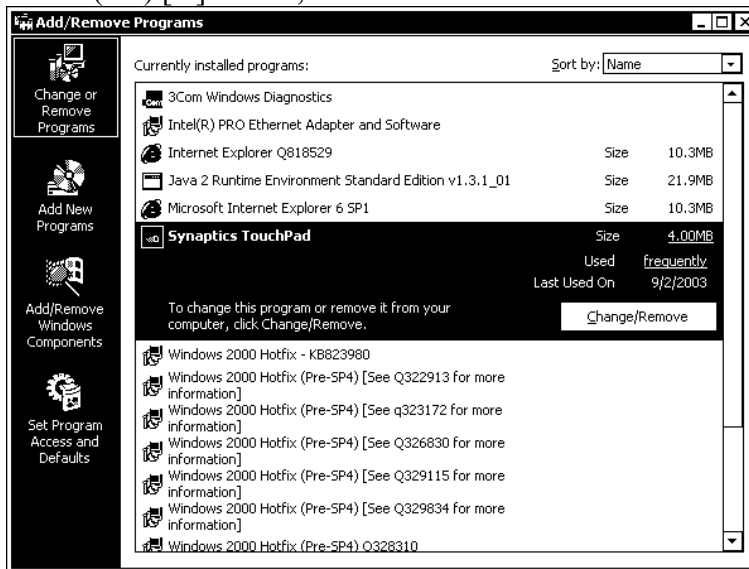 Add/Remove Programs
Change or
Remove
Programs
Add New
Programs
Add/Remove
Windows
Components
Set Program
Access and
Defaults
Currently installed programs:
Sort by: Name
3Com Windows Diagnostics
Intel(R) PRO Ethernet Adapter and Software
Internet Explorer Q818529 Size 10.3MB
Java 2 Runtime Environment Standard Edition v1.3.1_01 Size 21.9MB
Microsoft Internet Explorer 6 SP1 Size 10.3MB
Synaptics TouchPad Size 4.00MB
Used frequently
Last Used On 9/2/2003
To change this program or remove it from your
computer, click Change/Remove.
Change/Remove
Windows 2000 Hotfix - KB823980
Windows 2000 Hotfix (Pre-SP4) [See Q322913 for more
information]
Windows 2000 Hotfix (Pre-SP4) [See q323172 for more
information]
Windows 2000 Hotfix (Pre-SP4) [See Q326830 for more
information]
Windows 2000 Hotfix (Pre-SP4) [See Q329115 for more
information]
Windows 2000 Hotfix (Pre-SP4) [See Q329834 for more
information]
Windows 2000 Hotfix (Pre-SP4) Q328310